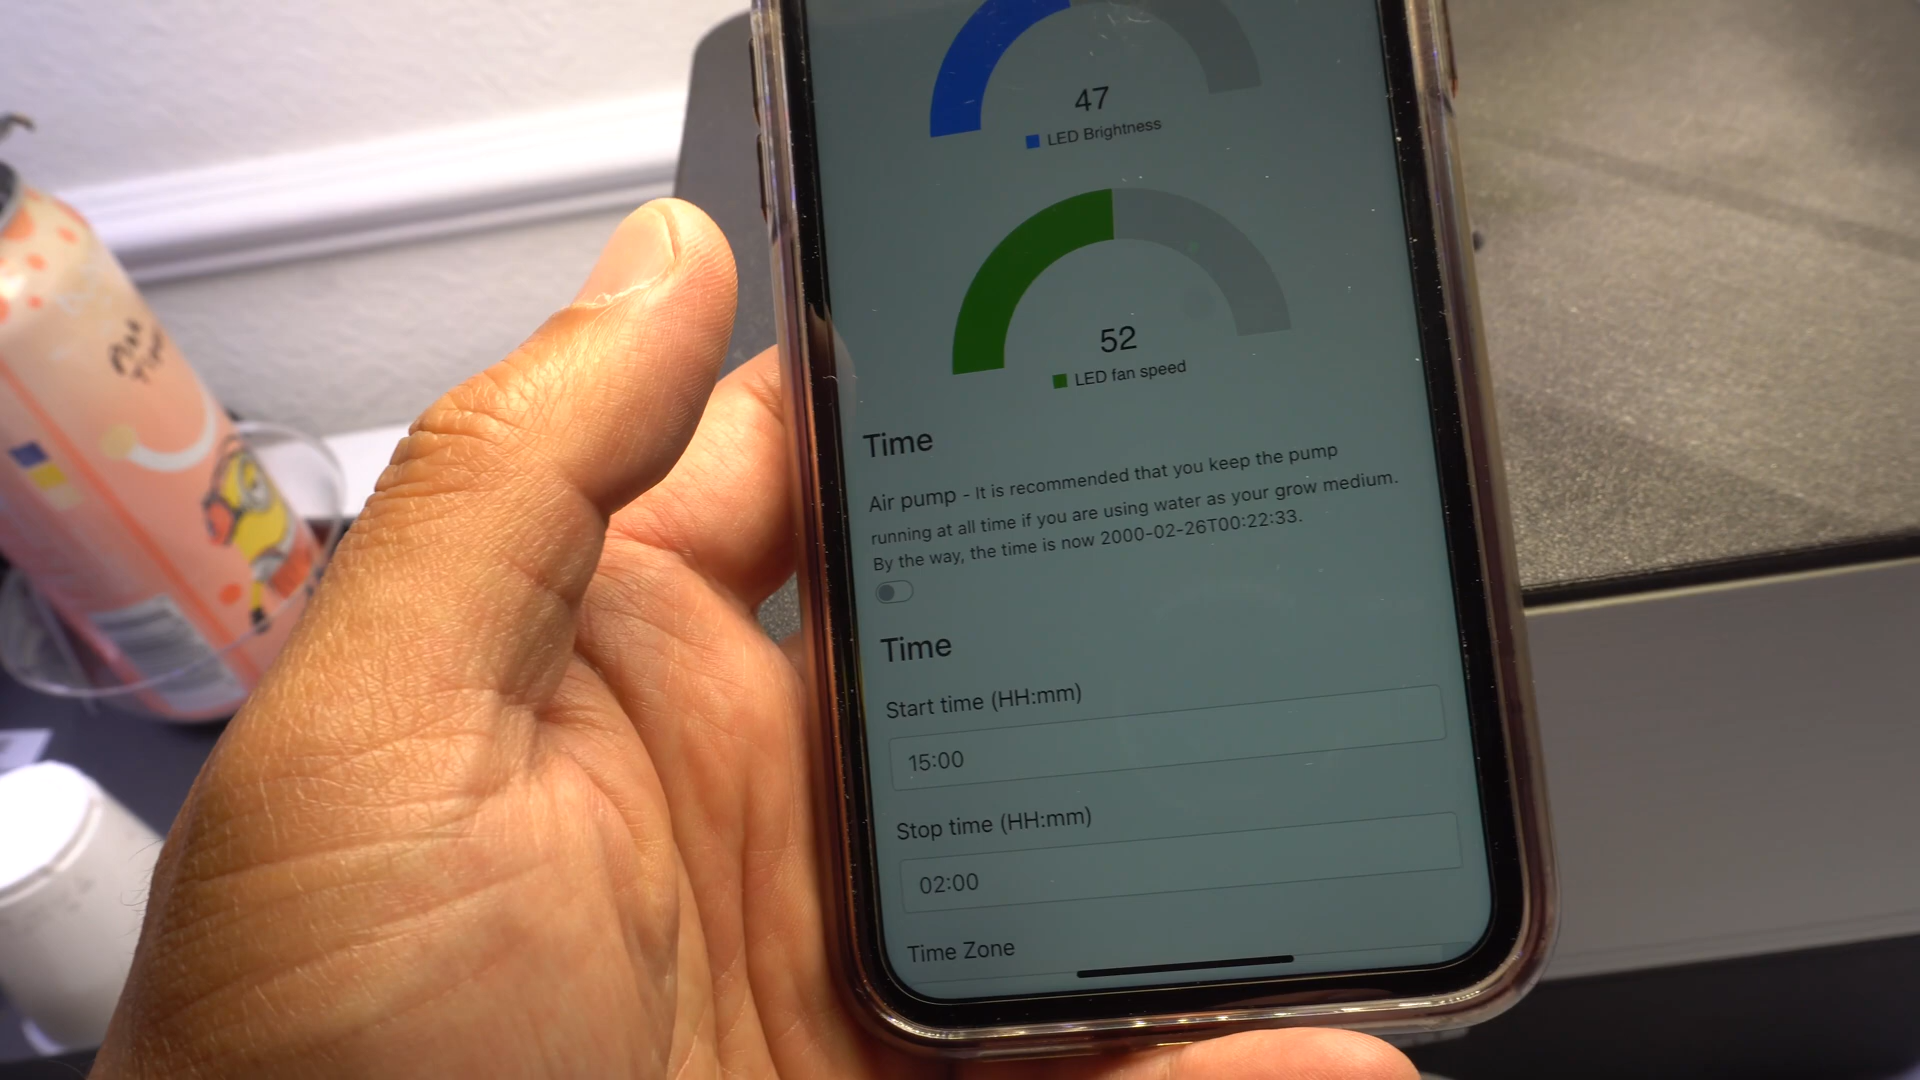 47
LED Brightness
52
LED fan speed
Time
Air pump - It is recommended that you keep the pump
running at all time if you are using water as your grow medium.
By the way, the time is now 2000-02-26T00:22:33.
Time
Start time (HH:mm)
15:00
Stop time (HH:mm)
02:00
Time Zone